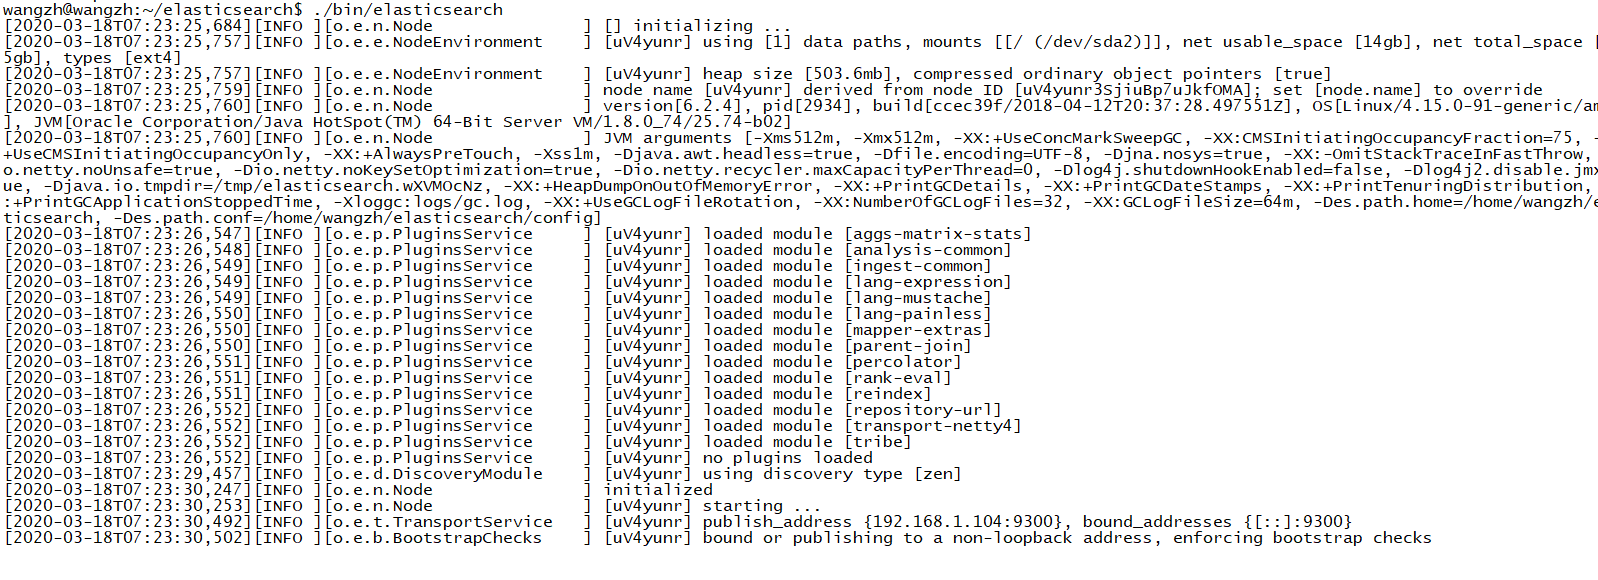 wangzh@wangzh:~/elasticsearch$ ./bin/elasticsearch
[2020-03-18T07:23:25,684][INFO ][o.e.n.Node               ] [] initializing ...
[2020-03-18T07:23:25,757][INFO ][o.e.e.NodeEnvironment    ] [uV4yunr] using [1] data paths, mounts [[/ (/dev/sda2)]], net usable_space [14gb], net total_space [
5gb], types [ext4]
[2020-03-18T07:23:25,757][INFO ][o.e.e.NodeEnvironment    ] [uV4yunr] heap size [503.6mb], compressed ordinary object pointers [true]
[2020-03-18T07:23:25,759][INFO ][o.e.n.Node               ] node name [uV4yunr] derived from node ID [uV4yunr3SjiuBp7uJkfOMA]; set [node.name] to override
[2020-03-18T07:23:25,760][INFO ][o.e.n.Node               ] version[6.2.4], pid[2934], build[ccec39f/2018-04-12T20:37:28.497551Z], OS[Linux/4.15.0-91-generic/am
], JVM[Oracle Corporation/Java HotSpot(TM) 64-Bit Server VM/1.8.0_74/25.74-b02]
[2020-03-18T07:23:25,760][INFO ][o.e.n.Node               ] JVM arguments [-Xms512m, -Xmx512m, -XX:+UseConcMarkSweepGC, -XX:CMSInitiatingOccupancyFraction=75, -
+UseCMSInitiatingOccupancyOnly, -XX:+AlwaysPreTouch, -Xss1m, -Djava.awt.headless=true, -Dfile.encoding=UTF-8, -Djna.nosys=true, -XX:-OmitStackTraceInFastThrow,
o.netty.noUnsafe=true, -Dio.netty.noKeySetOptimization=true, -Dio.netty.recycler.maxCapacityPerThread=0, -Dlog4j.shutdownHookEnabled=false, -Dlog4j2.disable.jmx
ue, -Djava.io.tmpdir=/tmp/elasticsearch.wXVMOcNz, -XX:+HeapDumpOnOutOfMemoryError, -XX:+PrintGCDetails, -XX:+PrintGCDateStamps, -XX:+PrintTenuringDistribution,
:+PrintGCApplicationStoppedTime, -Xloggc:logs/gc.log, -XX:+UseGCLogFileRotation, -XX:NumberOfGCLogFiles=32, -XX:GCLogFileSize=64m, -Des.path.home=/home/wangzh/e
ticsearch, -Des.path.conf=/home/wangzh/elasticsearch/config]
[2020-03-18T07:23:26,547][INFO ][o.e.p.PluginsService     ] [uV4yunr] loaded module [aggs-matrix-stats]
[2020-03-18T07:23:26,548][INFO ][o.e.p.PluginsService     ] [uV4yunr] loaded module [analysis-common]
[2020-03-18T07:23:26,549][INFO ][o.e.p.PluginsService     ] [uV4yunr] loaded module [ingest-common]
[2020-03-18T07:23:26,549][INFO ][o.e.p.PluginsService     ] [uV4yunr] loaded module [lang-expression]
[2020-03-18T07:23:26,549][INFO ][o.e.p.PluginsService     ] [uV4yunr] loaded module [lang-mustache]
[2020-03-18T07:23:26,550][INFO ][o.e.p.PluginsService     ] [uV4yunr] loaded module [lang-painless]
[2020-03-18T07:23:26,550][INFO ][o.e.p.PluginsService     ] [uV4yunr] loaded module [mapper-extras]
[2020-03-18T07:23:26,550][INFO ][o.e.p.PluginsService     ] [uV4yunr] loaded module [parent-join]
[2020-03-18T07:23:26,551][INFO ][o.e.p.PluginsService     ] [uV4yunr] loaded module [percolator]
[2020-03-18T07:23:26,551][INFO ][o.e.p.PluginsService     ] [uV4yunr] loaded module [rank-eval]
[2020-03-18T07:23:26,551][INFO ][o.e.p.PluginsService     ] [uV4yunr] loaded module [reindex]
[2020-03-18T07:23:26,552][INFO ][o.e.p.PluginsService     ] [uV4yunr] loaded module [repository-url]
[2020-03-18T07:23:26,552][INFO ][o.e.p.PluginsService     ] [uV4yunr] loaded module [transport-netty4]
[2020-03-18T07:23:26,552][INFO ][o.e.p.PluginsService     ] [uV4yunr] loaded module [tribe]
[2020-03-18T07:23:26,552][INFO ][o.e.p.PluginsService     ] [uV4yunr] no plugins loaded
[2020-03-18T07:23:29,457][INFO ][o.e.d.DiscoveryModule    ] [uV4yunr] using discovery type [zen]
[2020-03-18T07:23:30,247][INFO ][o.e.n.Node               ] initialized
[2020-03-18T07:23:30,253][INFO ][o.e.n.Node               ] [uV4yunr] starting ...
[2020-03-18T07:23:30,492][INFO ][o.e.t.TransportService   ] [uV4yunr] publish_address {192.168.1.104:9300}, bound_addresses {[::]:9300}
[2020-03-18T07:23:30,502][INFO ][o.e.b.BootstrapChecks    ] [uV4yunr] bound or publishing to a non-loopback address, enforcing bootstrap checks